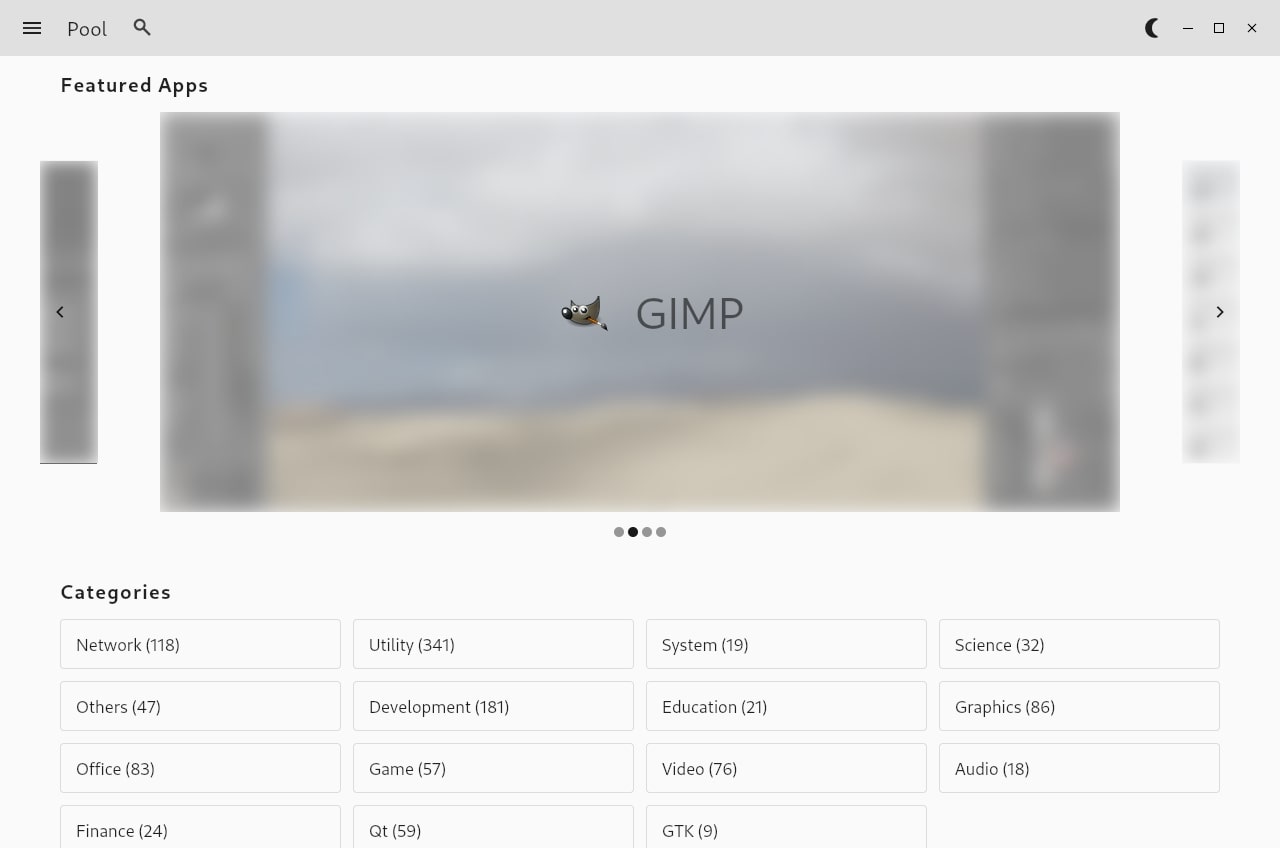 Pool
Featured Apps
GIMP
Categories
Network (118)
Utility (341)
System (19)
Science (32)
Others (47)
Development (181)
Education (21)
Graphics (86)
Office (83)
Game (57)
Video (76)
Audio (18)
Finance (24)
Qt (59)
GTK (9)